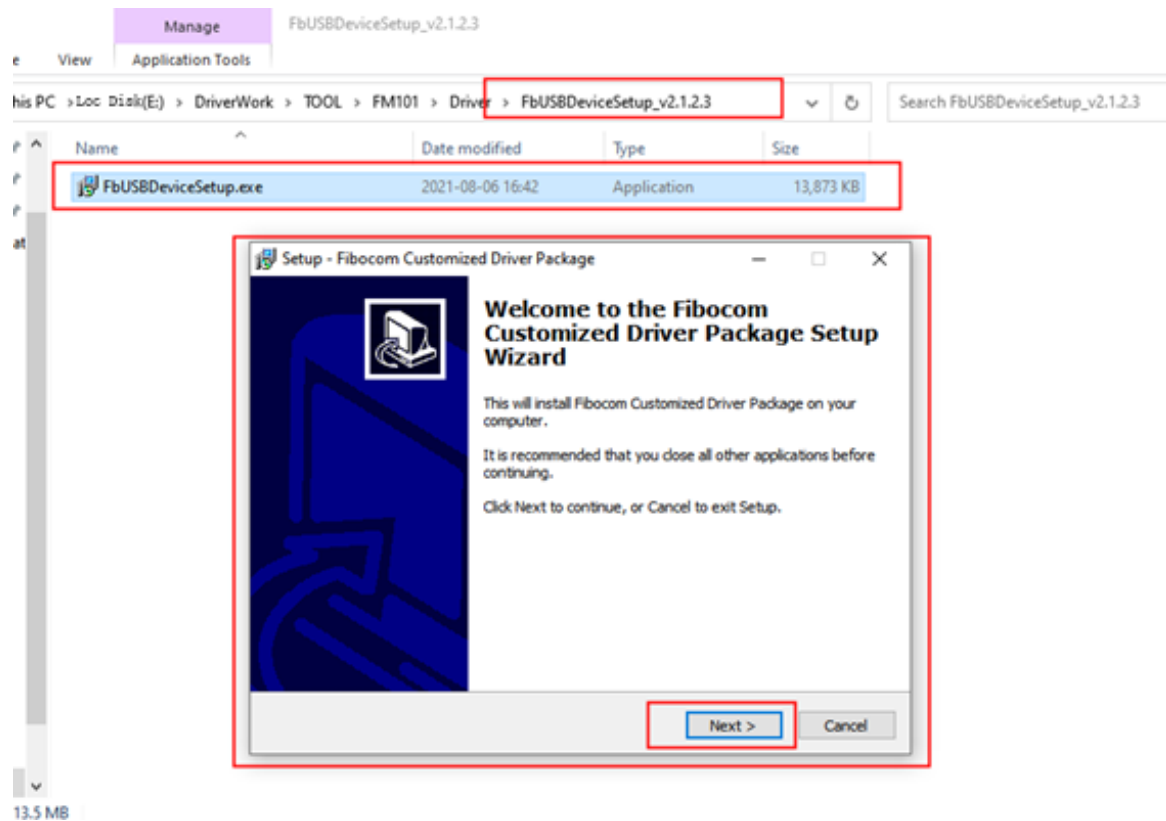 Manage
FbUSBDeviceSetup_v2.1.2.3
e
View
Application Tools
his PC > Loc Disk(E:) > DriverWork > TOOL > FM101 > Driver > FbUSBDeviceSetup_v2.1.2.3
Search FbUSBDeviceSetup_v2.1.2.3
Name
Date modified
Type
Size
FbUSBDeviceSetup.exe
2021-08-06 16:42
Application
13,873 KB
at
Setup - Fibocom Customized Driver Package
Welcome to the Fibocom
Customized Driver Package Setup
Wizard
This will install Fibocom Customized Driver Package on your
computer.
It is recommended that you close all other applications before
continuing.
Click Next to continue, or Cancel to exit Setup.
Next >
Cancel
13.5 MB